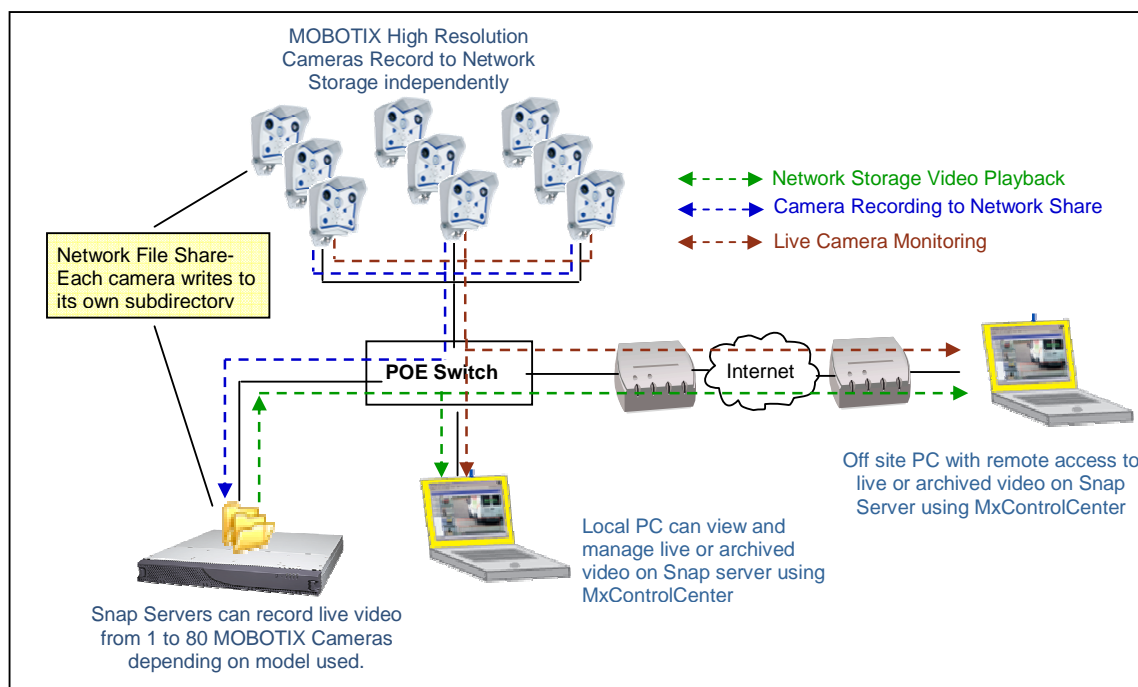 MOBOTIX High Resolution
Cameras Record to Network
Storage independently
Network Storage Video Playback
Camera Recording to Network Share
Live Camera Monitoring
Network File Share-
Each camera writes to
its own subdirectory
POE Switch
Internet
Off site PC with remote access to
live or archived video on Snap
Server using MxControlCenter
Local PC can view and
manage live or archived
video on Snap server using
MxControlCenter
Snap Servers can record live video
from 1 to 80 MOBOTIX Cameras
depending on model used.